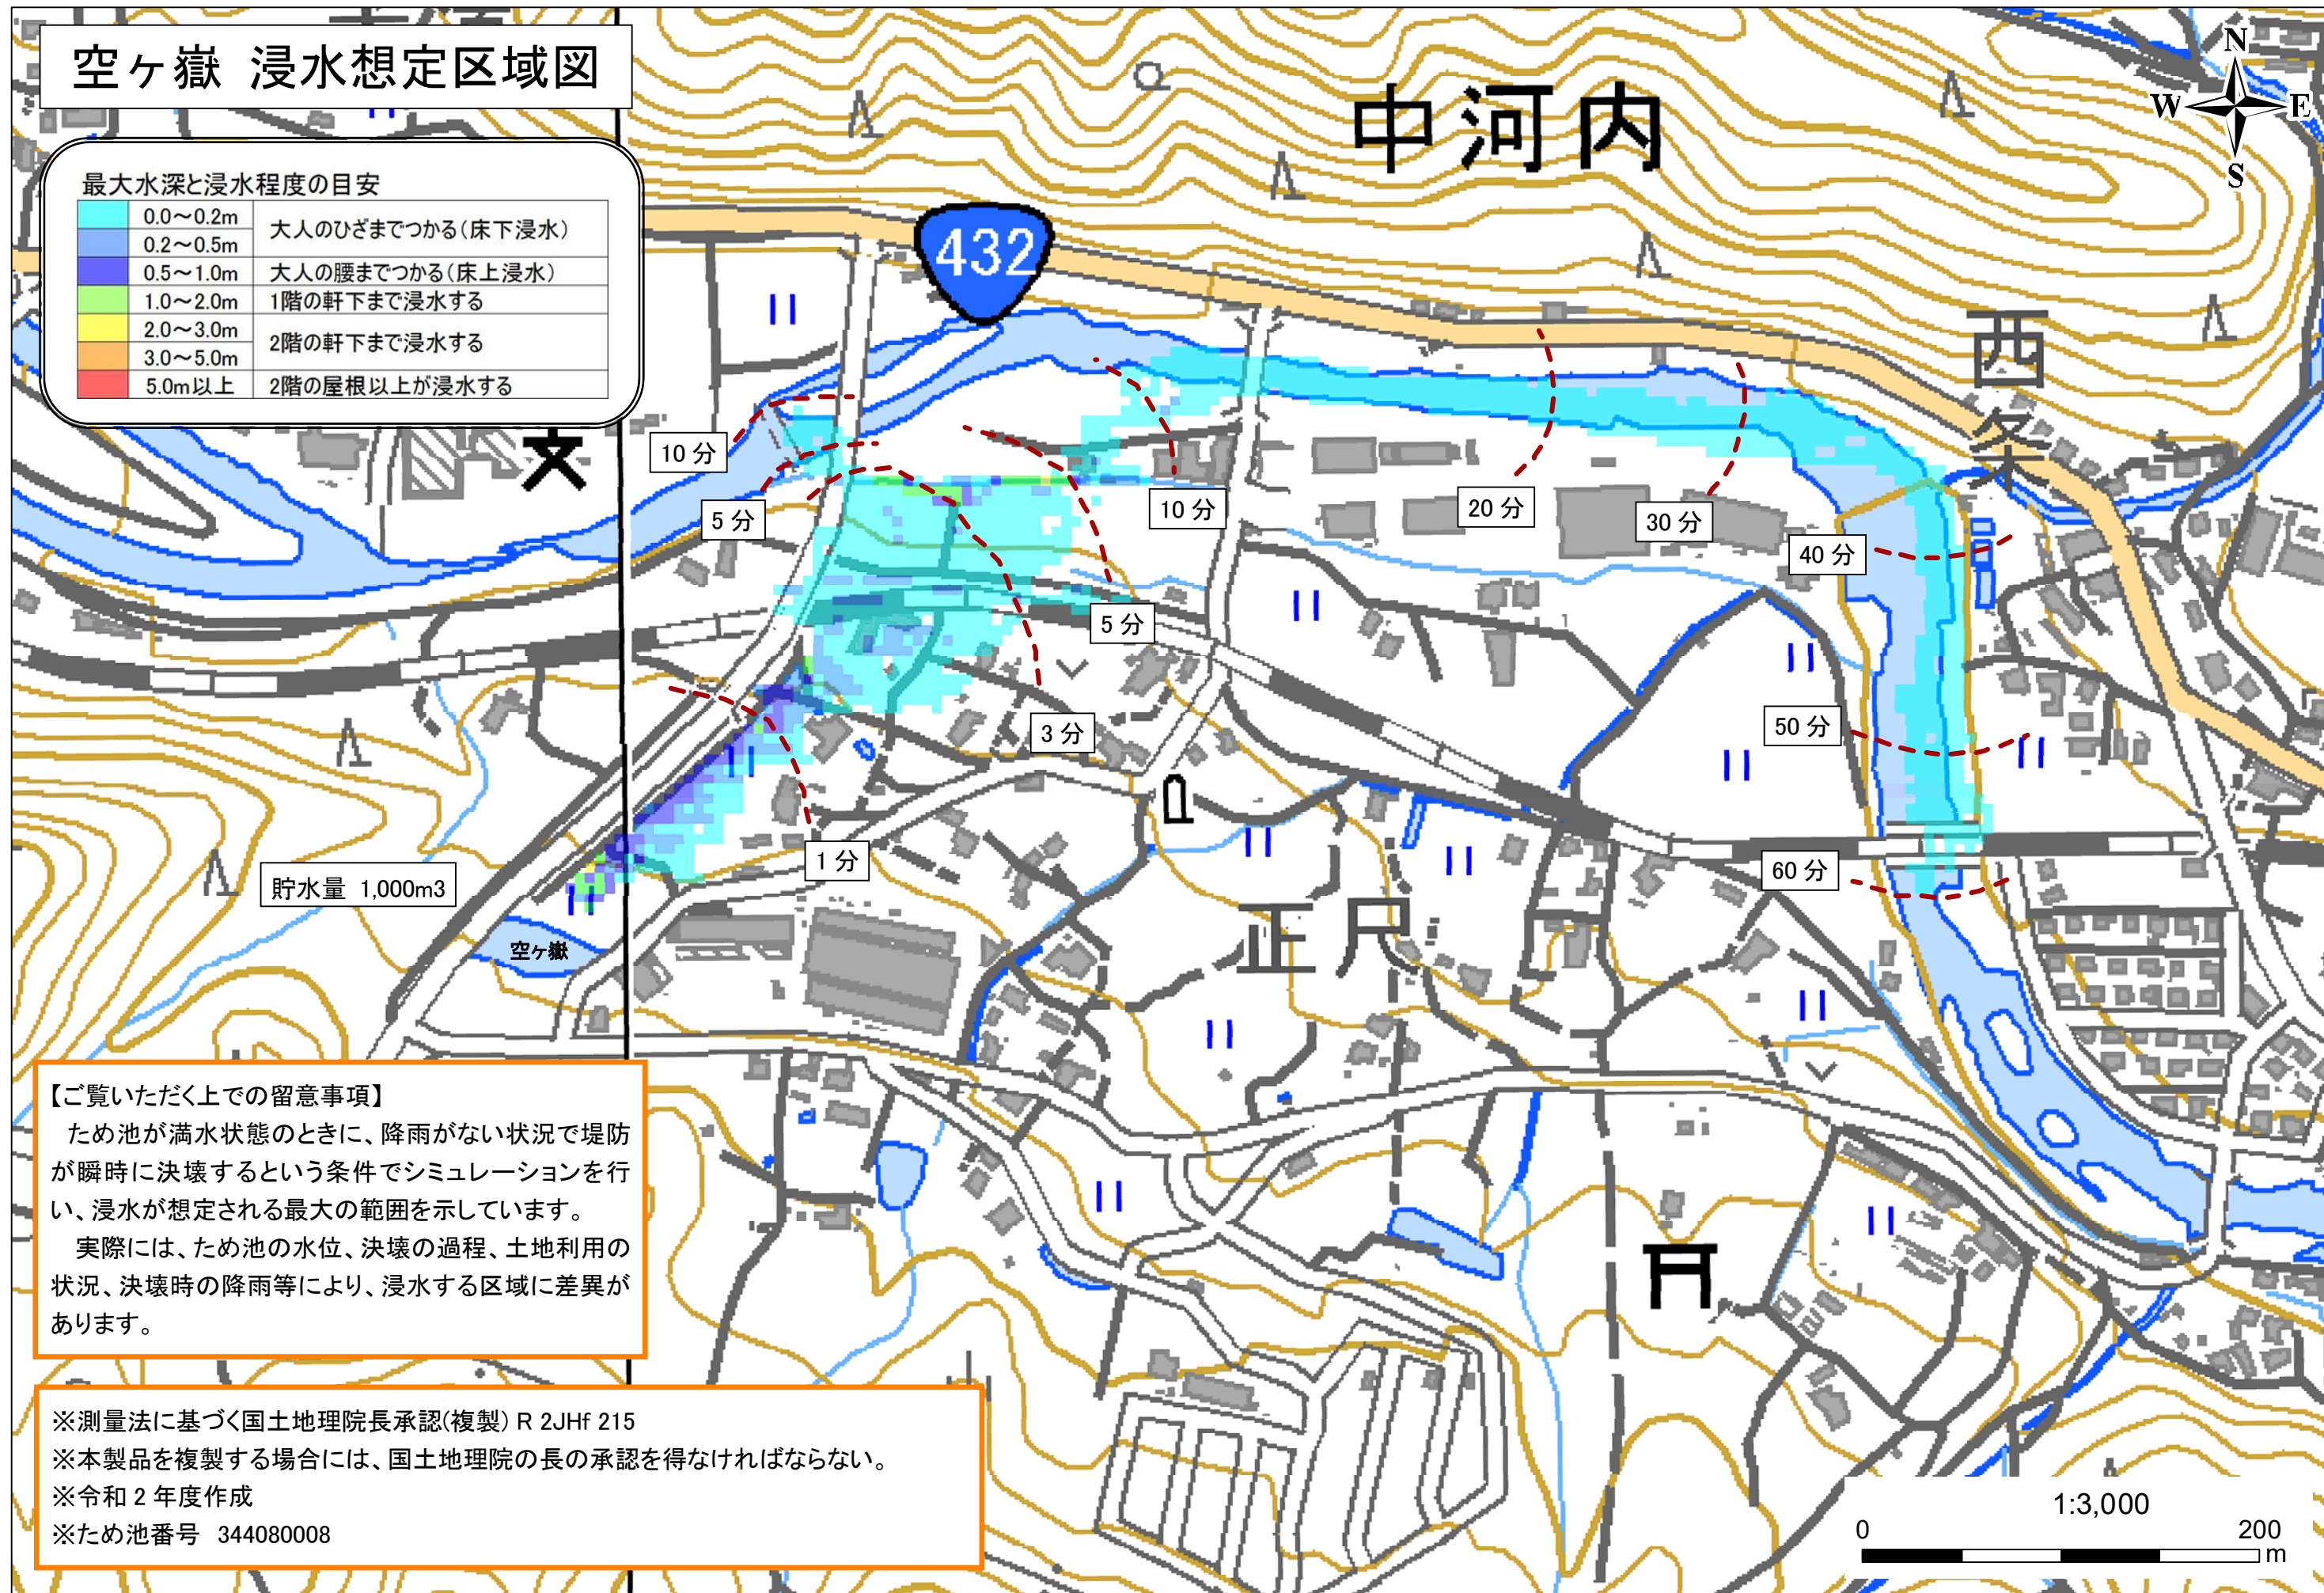 空ヶ嶽 浸水想定区域図
N
W
E
S
中河内
最大水深と浸水程度の目安
0.0～0.2m 大人のひざまでつかる(床下浸水)
0.2～0.5m
0.5～1.0m 大人の腰までつかる(床上浸水)
1.0～2.0m 1階の軒下まで浸水する
2.0～3.0m 2階の軒下まで浸水する
3.0～5.0m
5.0m以上 2階の屋根以上が浸水する
432
西条
10 分
5 分
10 分
20 分
30 分
40 分
5 分
3 分
50 分
1 分
60 分
貯水量 1,000m3
空ヶ嶽
正尺
【ご覧いただく上での留意事項】
ため池が満水状態のときに、降雨がない状況で堤防
が瞬時に決壊するという条件でシミュレーションを行
い、浸水が想定される最大の範囲を示しています。
実際には、ため池の水位、決壊の過程、土地利用の
状況、決壊時の降雨等により、浸水する区域に差異が
あります。
※測量法に基づく国土地理院長承認(複製) R 2JHf 215
※本製品を複製する場合には、国土地理院の長の承認を得なければならない。
※令和 2 年度作成
※ため池番号 344080008
1:3,000
0 200
m